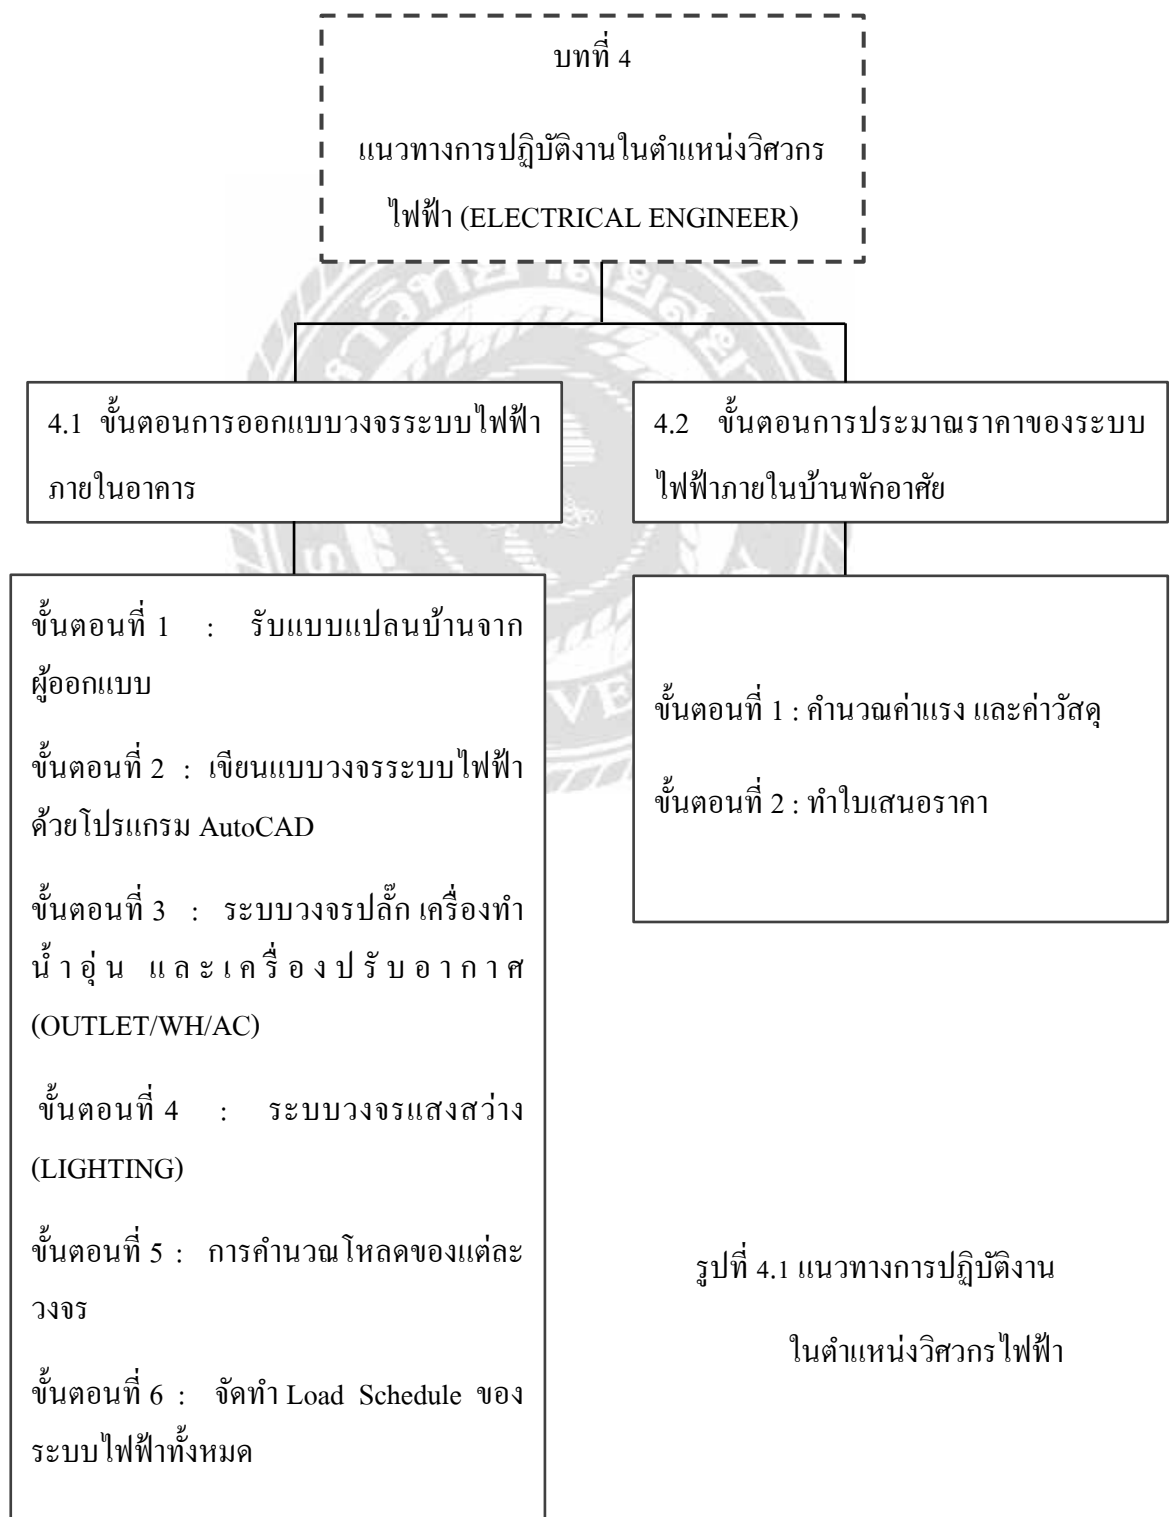 บทที่ 4
แนวทางการปฏิบัติงานในตำแหน่งวิศวกร
ไฟฟ้า (ELECTRICAL ENGINEER)
4.1 ขั้นตอนการออกแบบวงจรระบบไฟฟ้า
ภายในอาคาร
4.2 ขั้นตอนการประมาณราคาของระบบ
ไฟฟ้าภายในบ้านพักอาศัย
ขั้นตอนที่ 1 : รับแบบแปลนบ้านจาก
ผู้ออกแบบ
ขั้นตอนที่ 2 : เขียนแบบวงจรระบบไฟฟ้า
ด้วยโปรแกรม AutoCAD
ขั้นตอนที่ 3 : ระบบวงจรปลั๊ก เครื่องทำ
น้ำอุ่น และเครื่องปรับอากาศ
(OUTLET/WH/AC)
ขั้นตอนที่ 4 : ระบบวงจรแสงสว่าง
(LIGHTING)
ขั้นตอนที่ 5 : การคำนวณโหลดของแต่ละ
วงจร
ขั้นตอนที่ 6 : จัดทำ Load Schedule ของ
ระบบไฟฟ้าทั้งหมด
ขั้นตอนที่ 1 : คำนวณค่าแรง และค่าวัสดุ
ขั้นตอนที่ 2 : ทำใบเสนอราคา
รูปที่ 4.1 แนวทางการปฏิบัติงาน
ในตำแหน่งวิศวกรไฟฟ้า